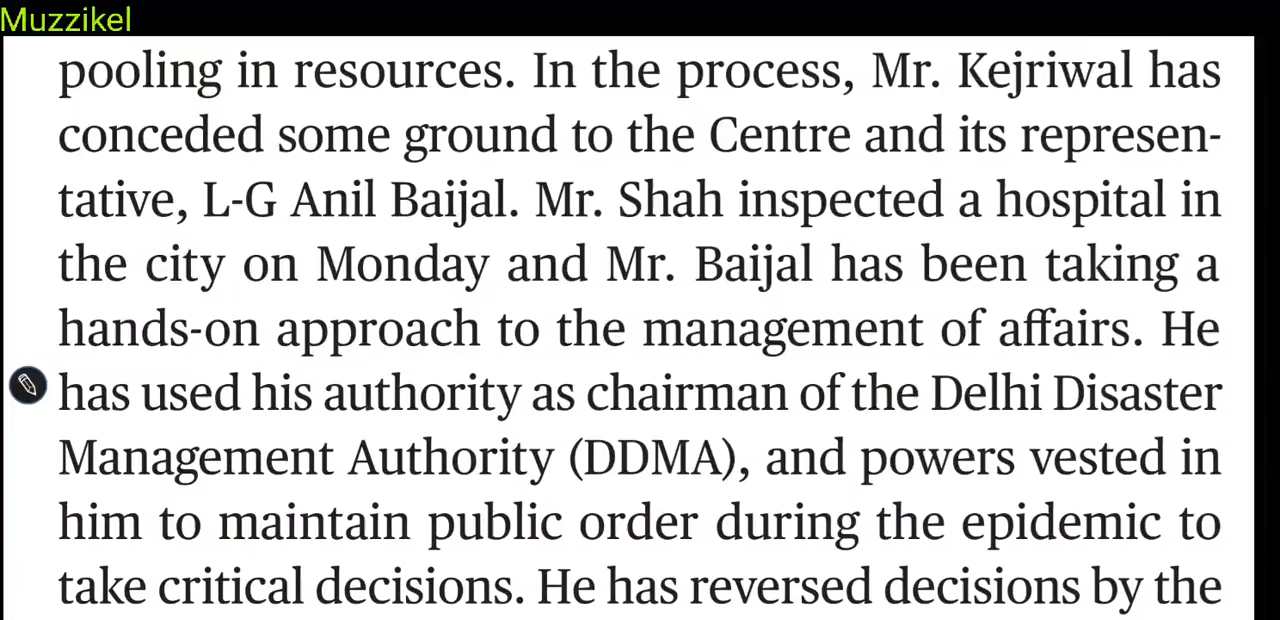 Muzzikel
pooling in resources. In the process, Mr. Kejriwal has
conceded some ground to the Centre and its represen-
tative, L-G Anil Baijal. Mr. Shah inspected a hospital in
the city on Monday and Mr. Baijal has been taking a
hands-on approach to the management of affairs. He
has used his authority as chairman of the Delhi Disaster
Management Authority (DDMA), and powers vested in
him to maintain public order during the epidemic to
take critical decisions. He has reversed decisions by the